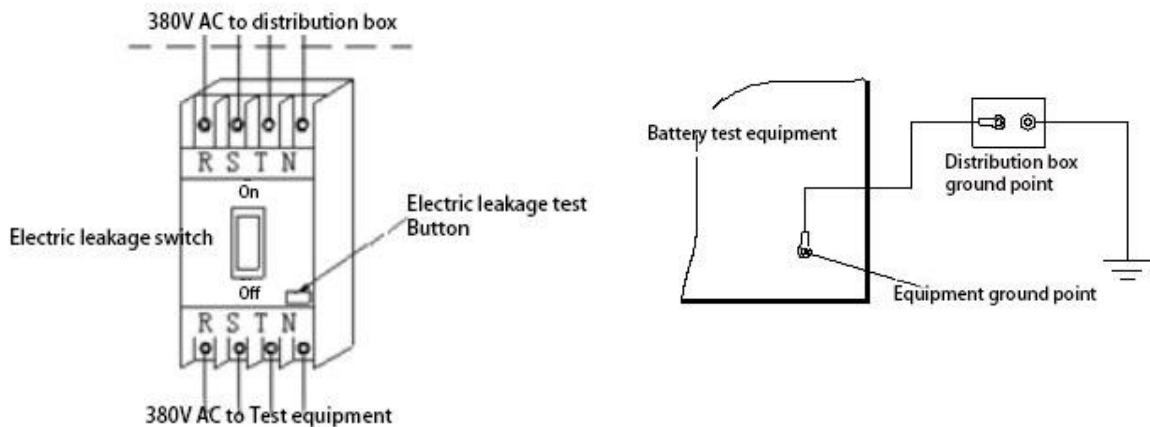 380V AC to distribution box
R S T N
On
Electric leakage switch
Electric leakage test
Button
Off
R S T N
380V AC to Test equipment
Battery test equipment
Distribution box
ground point
Equipment ground point